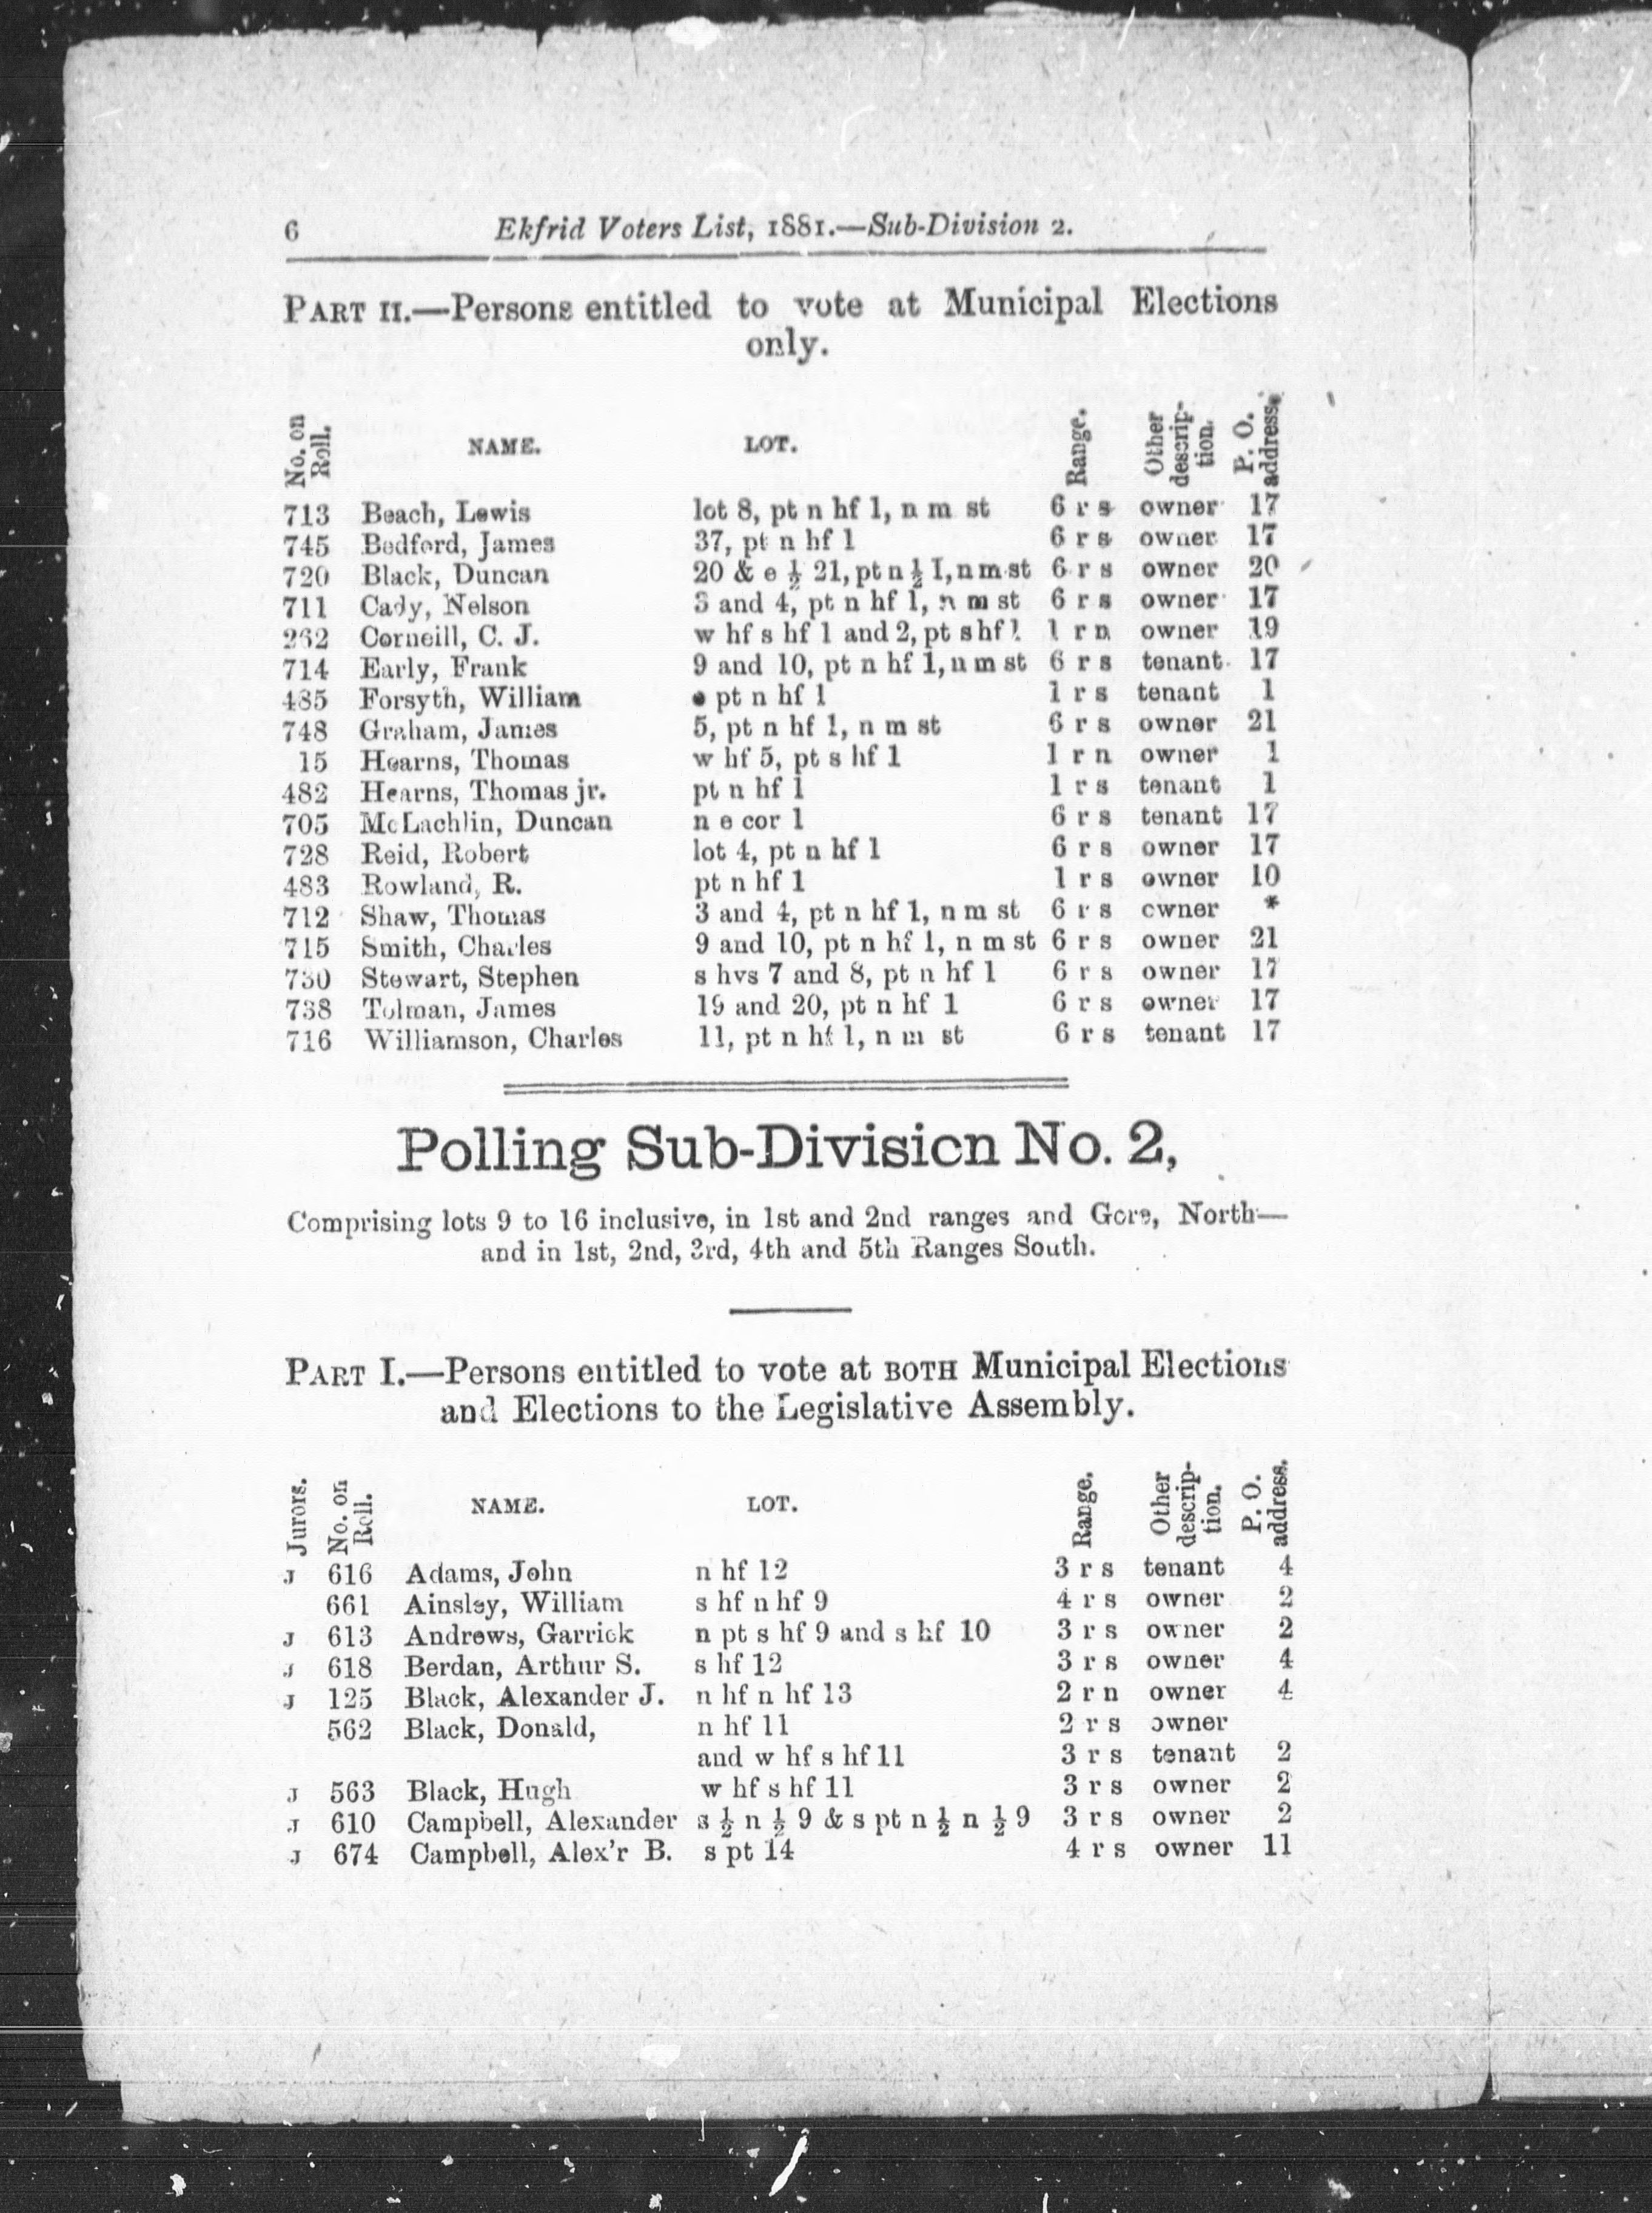 6 Ekfrid Voters List, 1881.—Sub-Division 2.
PART II.—Persons entitled to vote at Municipal Elections
only.
No. on Roll. NAME. LOT. Range. Other descrip-tion. P. O. address.
713 Beach, Lewis lot 8, pt n hf 1, n m st 6 r s owner 17
745 Bedford, James 37, pt n hf 1 6 r s owner 17
720 Black, Duncan 20 & e ½ 21, pt n ½ I, n m st 6 r s owner 20
711 Cady, Nelson 3 and 4, pt n hf 1, n m st 6 r s owner 17
262 Corneill, C. J. w hf s hf 1 and 2, pt s hf 1 1 r n owner 19
714 Early, Frank 9 and 10, pt n hf 1, n m st 6 r s tenant 17
485 Forsyth, William e pt n hf 1 1 r s tenant 1
748 Graham, James 5, pt n hf 1, n m st 6 r s owner 21
15 Hearns, Thomas w hf 5, pt s hf 1 1 r n owner 1
482 Hearns, Thomas jr. pt n hf 1 1 r s tenant 1
705 McLachlin, Duncan n e cor 1 6 r s tenant 17
728 Reid, Robert lot 4, pt n hf 1 6 r s owner 17
483 Rowland, R. pt n hf 1 1 r s owner 10
712 Shaw, Thomas 3 and 4, pt n hf 1, n m st 6 r s owner *
715 Smith, Charles 9 and 10, pt n hf 1, n m st 6 r s owner 21
730 Stewart, Stephen s hvs 7 and 8, pt n hf 1 6 r s owner 17
738 Tolman, James 19 and 20, pt n hf 1 6 r s owner 17
716 Williamson, Charles 11, pt n hf 1, n m st 6 r s tenant 17
Polling Sub-Division No. 2,
Comprising lots 9 to 16 inclusive, in 1st and 2nd ranges and Gore, North—
and in 1st, 2nd, 3rd, 4th and 5th Ranges South.
PART I.—Persons entitled to vote at BOTH Municipal Elections
and Elections to the Legislative Assembly.
Jurors. No. on Roll. NAME. LOT. Range. Other descrip-tion. P. O. address.
J 616 Adams, John n hf 12 3 r s tenant 4
661 Ainslay, William s hf n hf 9 4 r s owner 2
J 613 Andrews, Garrick n pt s hf 9 and s hf 10 3 r s owner 2
J 618 Berdan, Arthur S. s hf 12 3 r s owner 4
J 125 Black, Alexander J. n hf n hf 13 2 r n owner 4
562 Black, Donald, n hf 11 2 r s owner
and w hf s hf 11 3 r s tenant 2
J 563 Black, Hugh w hf s hf 11 3 r s owner 2
J 610 Campbell, Alexander s ½ n ½ 9 & s pt n ½ n ½ 9 3 r s owner 2
J 674 Campbell, Alex'r B. s pt 14 4 r s owner 11